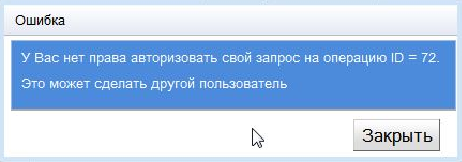 Ошибка
У Вас нет права авторизовать свой запрос на операцию ID = 72.
Это может сделать другой пользователь
Закрыть